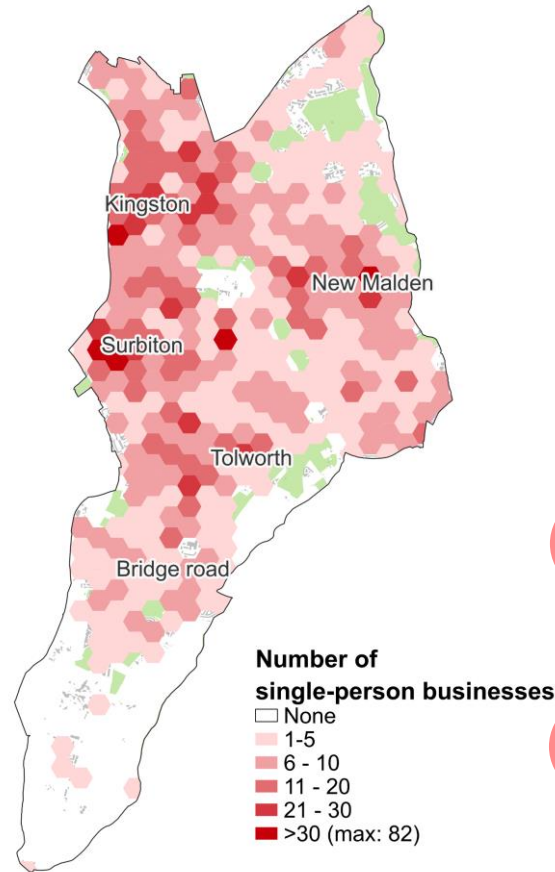 Kingston
New Malden
Surbiton
Tolworth
Bridge road
Number of
single-person businesses
None
1-5
6 - 10
11 - 20
21 - 30
>30 (max: 82)